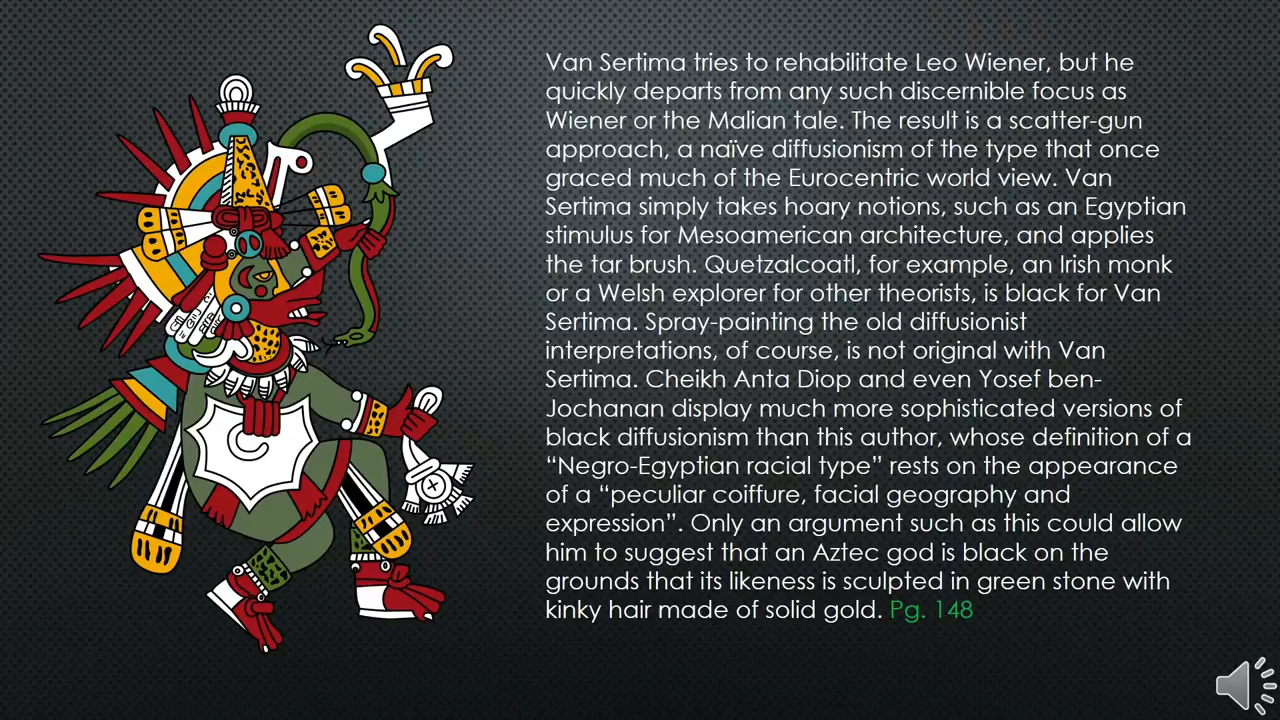 Van Sertima tries to rehabilitate Leo Wiener, but he
quickly departs from any such discernible focus as
Wiener or the Malian tale. The result is a scatter-gun
approach, a naïve diffusionism of the type that once
graced much of the Eurocentric world view. Van
Sertima simply takes hoary notions, such as an Egyptian
stimulus for Mesoamerican architecture, and applies
the tar brush. Quetzalcoatl, for example, an Irish monk
or a Welsh explorer for other theorists, is black for Van
Sertima. Spray-painting the old diffusionist
interpretations, of course, is not original with Van
Sertima. Cheikh Anta Diop and even Yosef ben-
Jochanan display much more sophisticated versions of
black diffusionism than this author, whose definition of a
“Negro-Egyptian racial type” rests on the appearance
of a “peculiar coiffure, facial geography and
expression”. Only an argument such as this could allow
him to suggest that an Aztec god is black on the
grounds that its likeness is sculpted in green stone with
kinky hair made of solid gold. Pg. 148